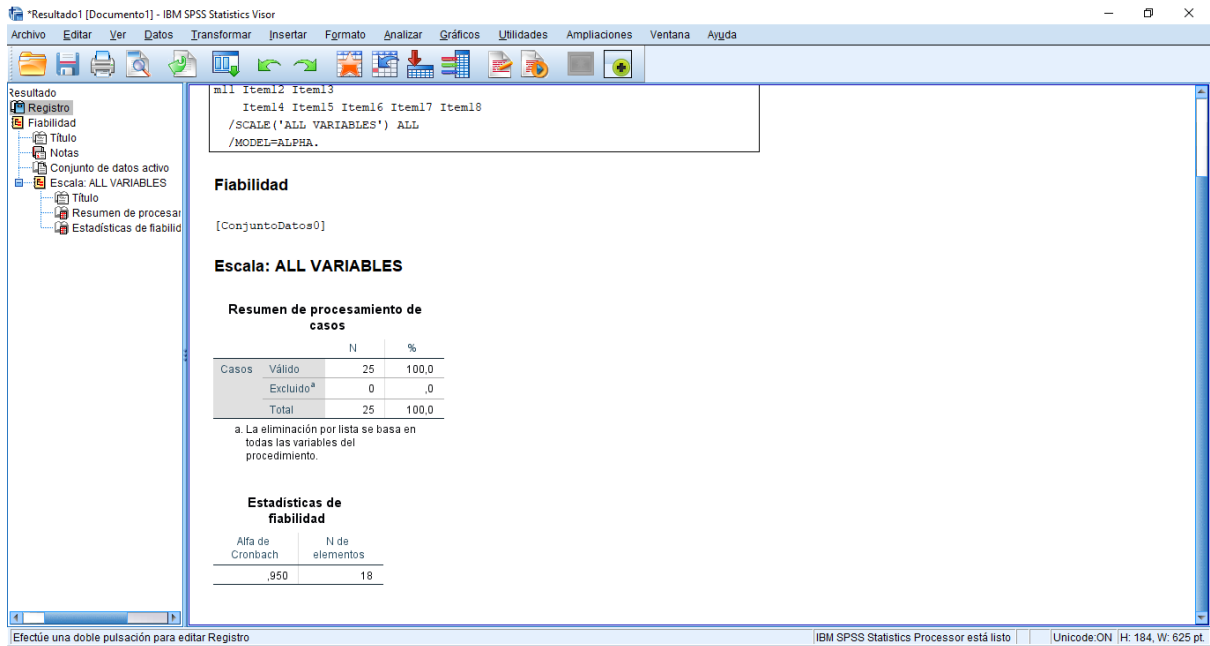 *Resultado1 [Documento1] - IBM SPSS Statistics Visor
Archivo Editar Ver Datos Transformar Insertar Formato Analizar Gráficos Utilidades Ampliaciones Ventana Ayuda
Resultado
Registro
Fiabilidad
Título
Notas
Conjunto de datos activo
Escala: ALL VARIABLES
Título
Resumen de procesar
Estadísticas de fiabilid
m11 Item12 Item13
Item14 Item15 Item16 Item17 Item18
/SCALE('ALL VARIABLES') ALL
/MODEL=ALPHA.
Fiabilidad
[ConjuntoDatos0]
Escala: ALL VARIABLES
Resumen de procesamiento de
casos
N %
Casos Válido 25 100,0
Excluido a 0 ,0
Total 25 100,0
a. La eliminación por lista se basa en
todas las variables del
procedimiento.
Estadísticas de
fiabilidad
Alfa de N de
Cronbach elementos
,950 18
Efectúe una doble pulsación para editar Registro IBM SPSS Statistics Processor está listo Unicode:ON H: 184, W: 625 pt.